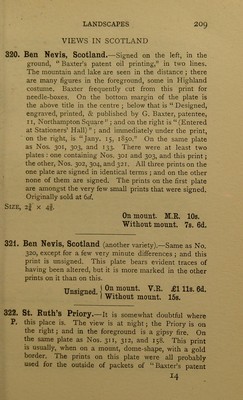 LANDSCAPES 209
VIEWS IN SCOTLAND
320. Ben Nevis, Scotland.—Signed on the left, in the
ground, "Baxter's patent oil printing," in two lines.
The mountain and lake are seen in the distance; there
are many figures in the foreground, some in Highland
costume. Baxter frequently cut from this print for
needle-boxes. On the bottom margin of the plate is
the above title in the centre; below that is "Designed,
engraved, printed, & published by G. Baxter, patentee,
11, Northampton Square"; and on the right is "(Entered
at Stationers' Hall)"; and immediately under the print,
on the right, is "Jany. 15, 1850." On the same plate
as Nos. 301, 303, and 133. There were at least two
plates: one containing Nos. 301 and 303, and this print;
the other, Nos. 302, 304, and 321. All three prints on the
one plate are signed in identical terms; and on the other
none of them are signed. The prints on the first plate
are amongst the very few small prints that were signed.
Originally sold at 6d.
SIZE, 2¾ × 4¾.
On mount. M.R. 10s.
Without mount. 7s. 6d.
321. Ben Nevis, Scotland (another variety).—Same as No.
320, except for a few very minute differences; and this
print is unsigned. This plate bears evident traces of
having been altered, but it is more marked in the other
prints on it than on this.
Unsigned. { On mount. V.R. £1 11s. 6d.
Without mount. 15s.
322. St. Ruth's Priory.—It is somewhat doubtful where
P. this place is. The view is at night; the Priory is on
the right; and in the foreground is a gipsy fire. On
the same plate as Nos. 311, 312, and 158. This print
is usually, when on a mount, dome-shape, with a gold
border. The prints on this plate were all probably
used for the outside of packets of "Baxter's patent
14